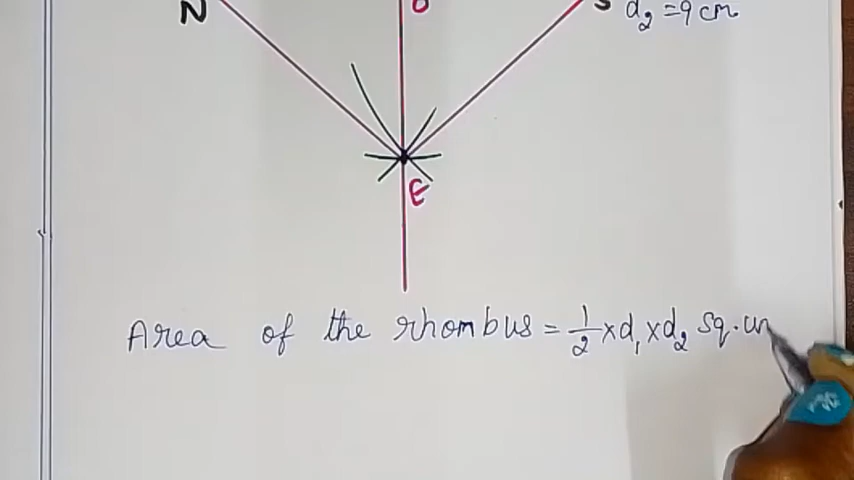 N
d₂ = 9 cm
E
Area of the rhombus = 1/2 × d₁ × d₂ Sq. un